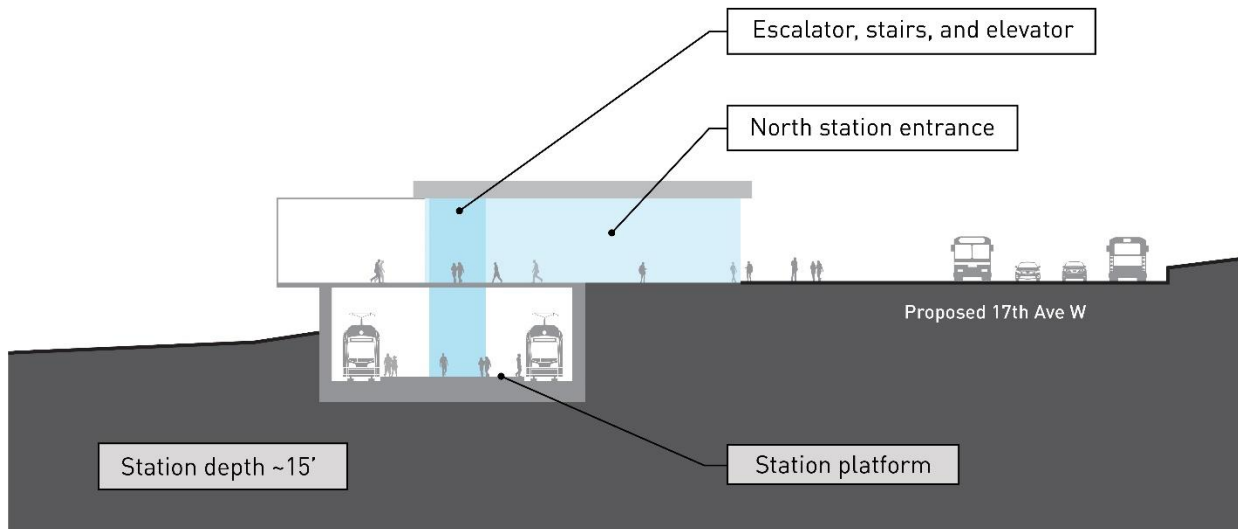 Escalator, stairs, and elevator
North station entrance
Proposed 17th Ave W
Station depth ~15’
Station platform